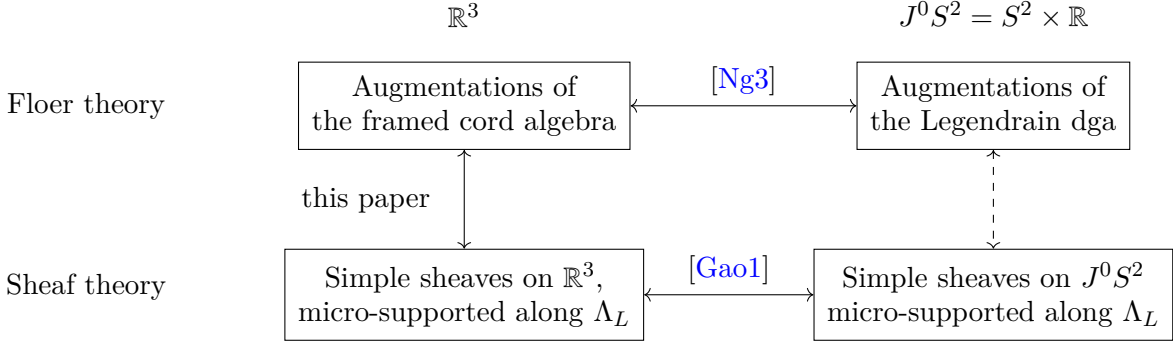 ℝ³
J⁰S² = S² × ℝ
Floer theory
Augmentations of
the framed cord algebra
[Ng3]
Augmentations of
the Legendrain dga
this paper
Sheaf theory
Simple sheaves on ℝ³,
micro-supported along Λ_L
[Gao1]
Simple sheaves on J⁰S²
micro-supported along Λ_L